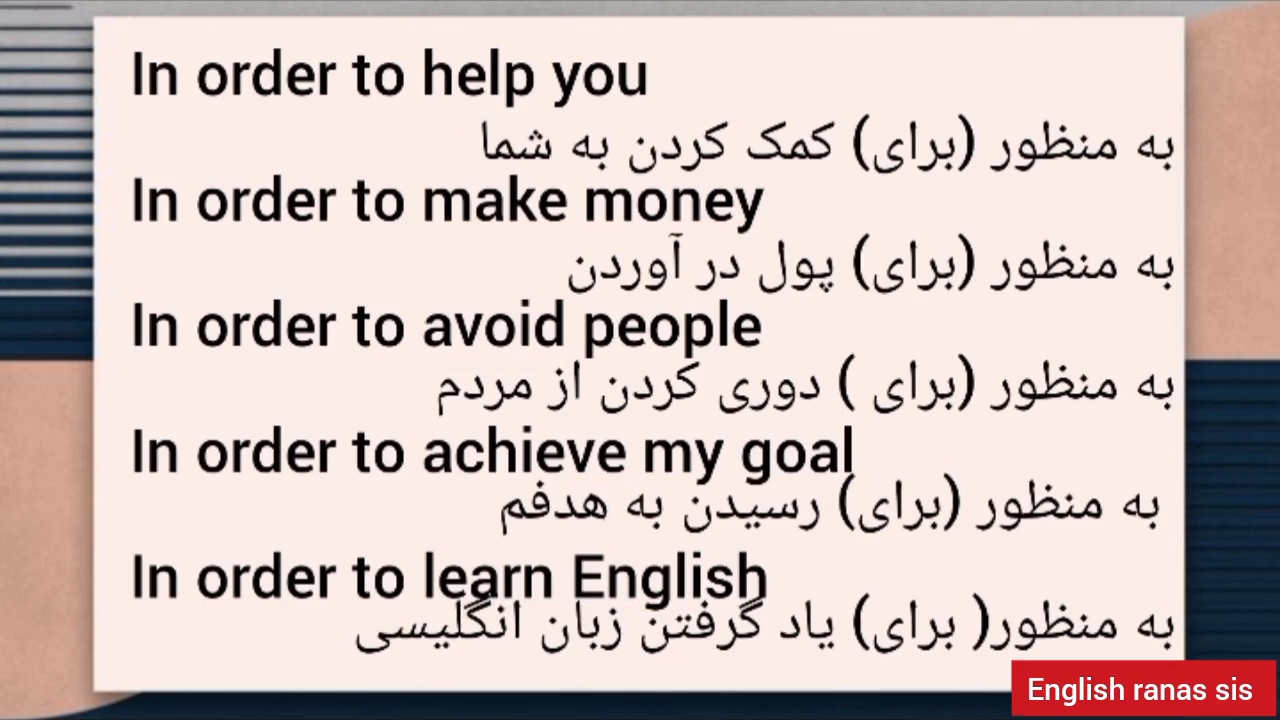 In order to help you
به منظور (برای) کمک کردن به شما
In order to make money
به منظور (برای) پول در آوردن
In order to avoid people
به منظور (برای ) دوری کردن از مردم
In order to achieve my goal
به منظور (برای) رسیدن به هدفم
In order to learn English
به منظور( برای) یاد گرفتن زبان انگلیسی
English ranas sis